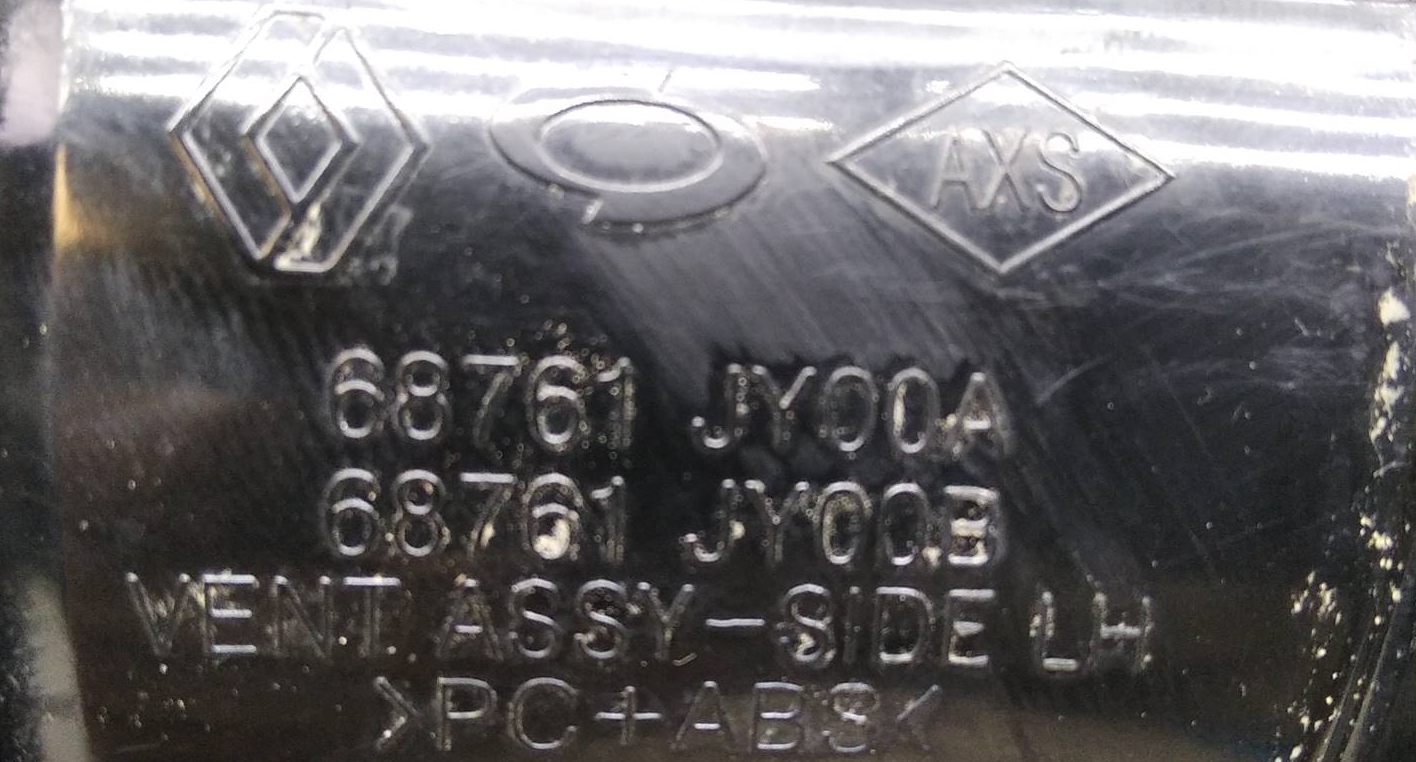 AXS
68761 JY00A
68761 JY00B
VENT ASSY-SIDE LH
>PC+ABS<